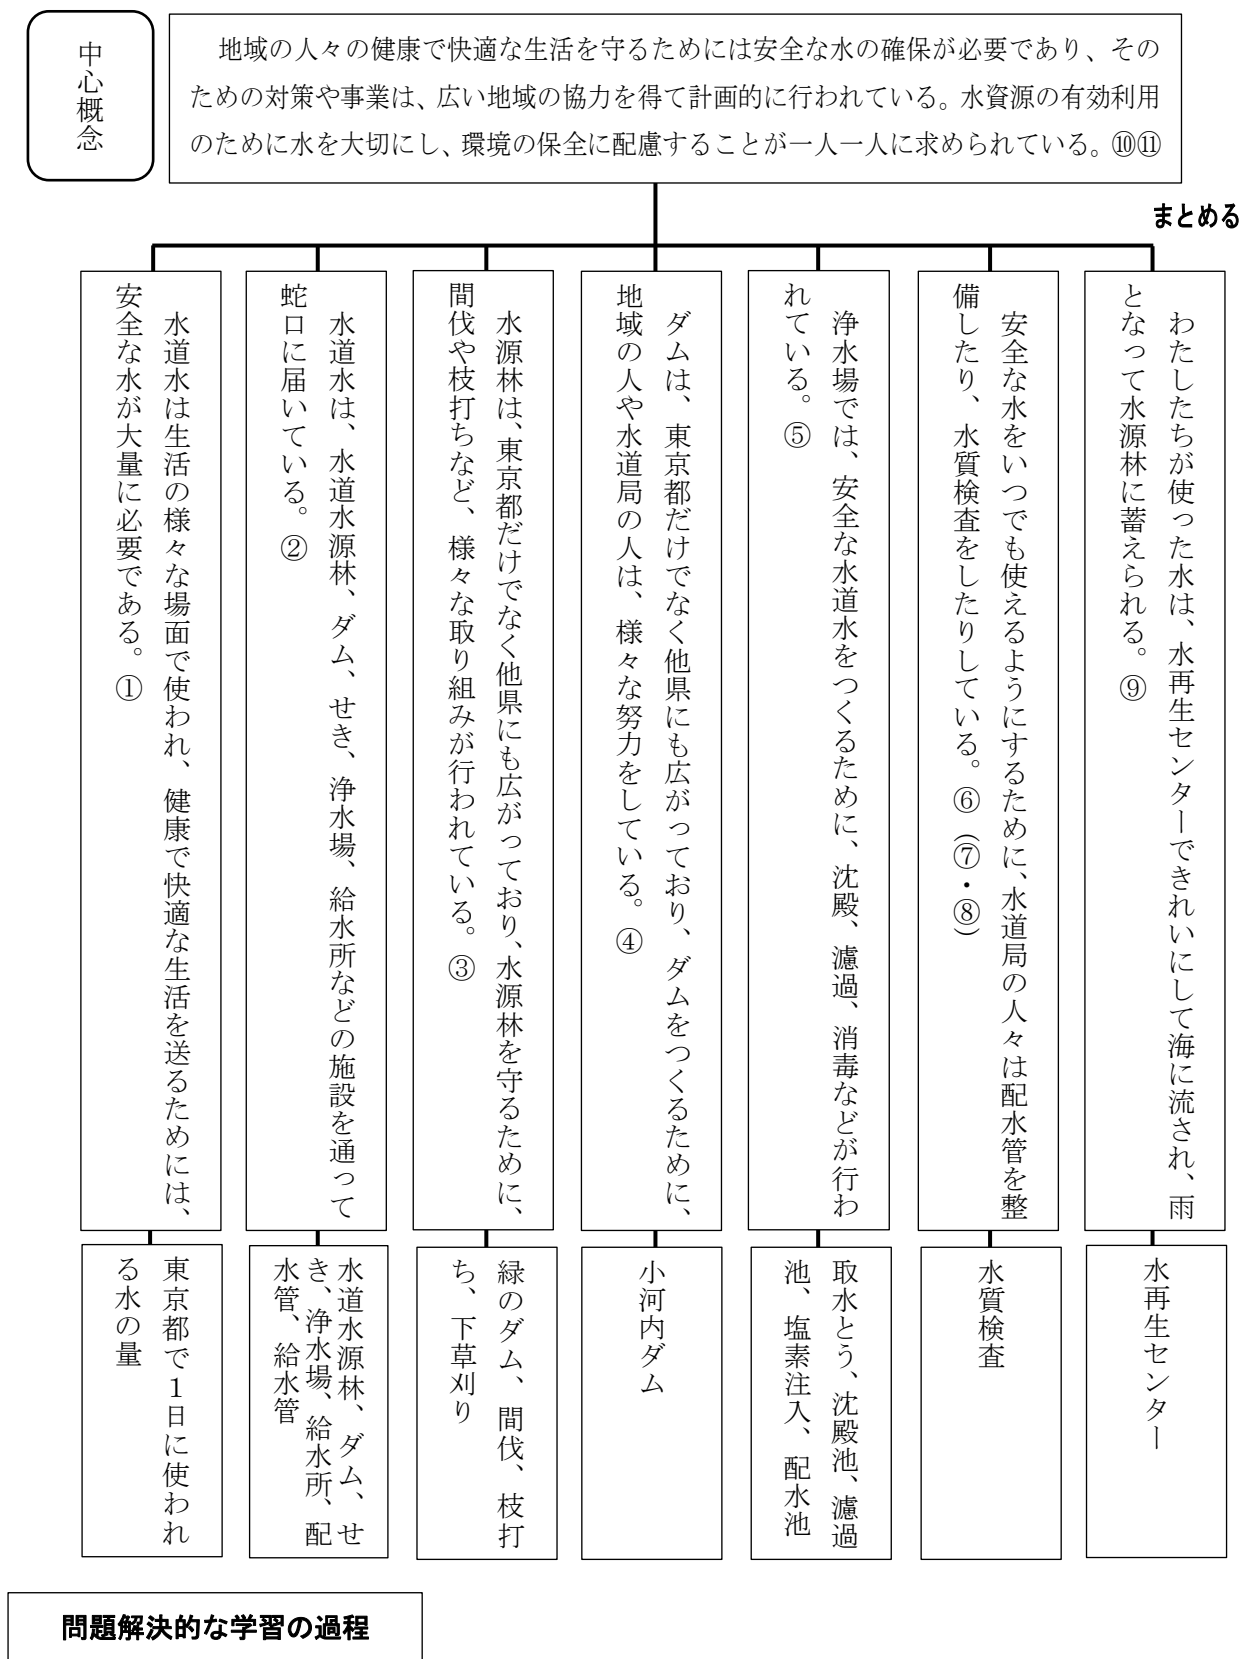 中心概念
地域の人々の健康で快適な生活を守るためには安全な水の確保が必要であり、その
ための対策や事業は、広い地域の協力を得て計画的に行われている。水資源の有効利用
のために水を大切にし、環境の保全に配慮することが一人一人に求められている。⑩⑪
まとめる
わたしたちが使った水は、水再生センターできれいにして海に流され、雨
となって水源林に蓄えられる。⑨
安全な水をいつでも使えるようにするために、水道局の人々は配水管を整
備したり、水質検査をしたりしている。⑥（⑦・⑧）
浄水場では、安全な水道水をつくるために、沈殿、濾過、消毒などが行わ
れている。⑤
ダムは、東京都だけでなく他県にも広がっており、ダムをつくるために、
地域の人や水道局の人は、様々な努力をしている。④
水源林は、東京都だけでなく他県にも広がっており、水源林を守るために、
間伐や枝打ちなど、様々な取り組みが行われている。③
水道水は、水道水源林、ダム、せき、浄水場、給水所などの施設を通って
蛇口に届いている。②
水道水は生活の様々な場面で使われ、健康で快適な生活を送るためには、
安全な水が大量に必要である。①
水再生センター
水質検査
取水とう、沈殿池、濾過
池、塩素注入、配水池
小河内ダム
緑のダム、間伐、枝打
ち、下草刈り
水道水源林、ダム、せ
き、浄水場、給水所、配
水管、給水管
東京都で１日に使われ
る水の量
問題解決的な学習の過程